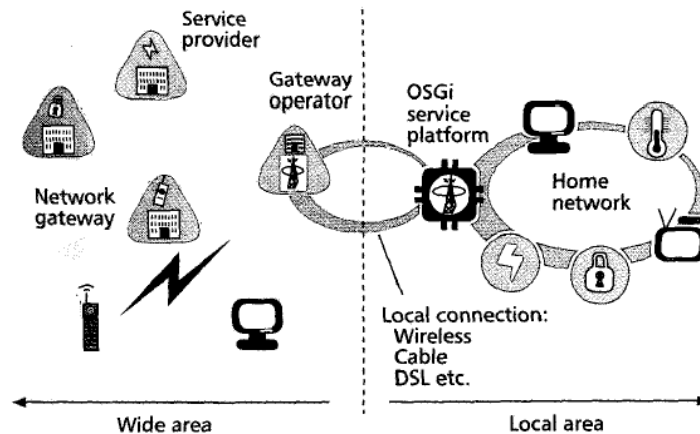 Service
provider
Gateway
operator
OSGi
service
platform
Network
gateway
Home
network
Local connection:
Wireless
Cable
DSL etc.
Wide area
Local area